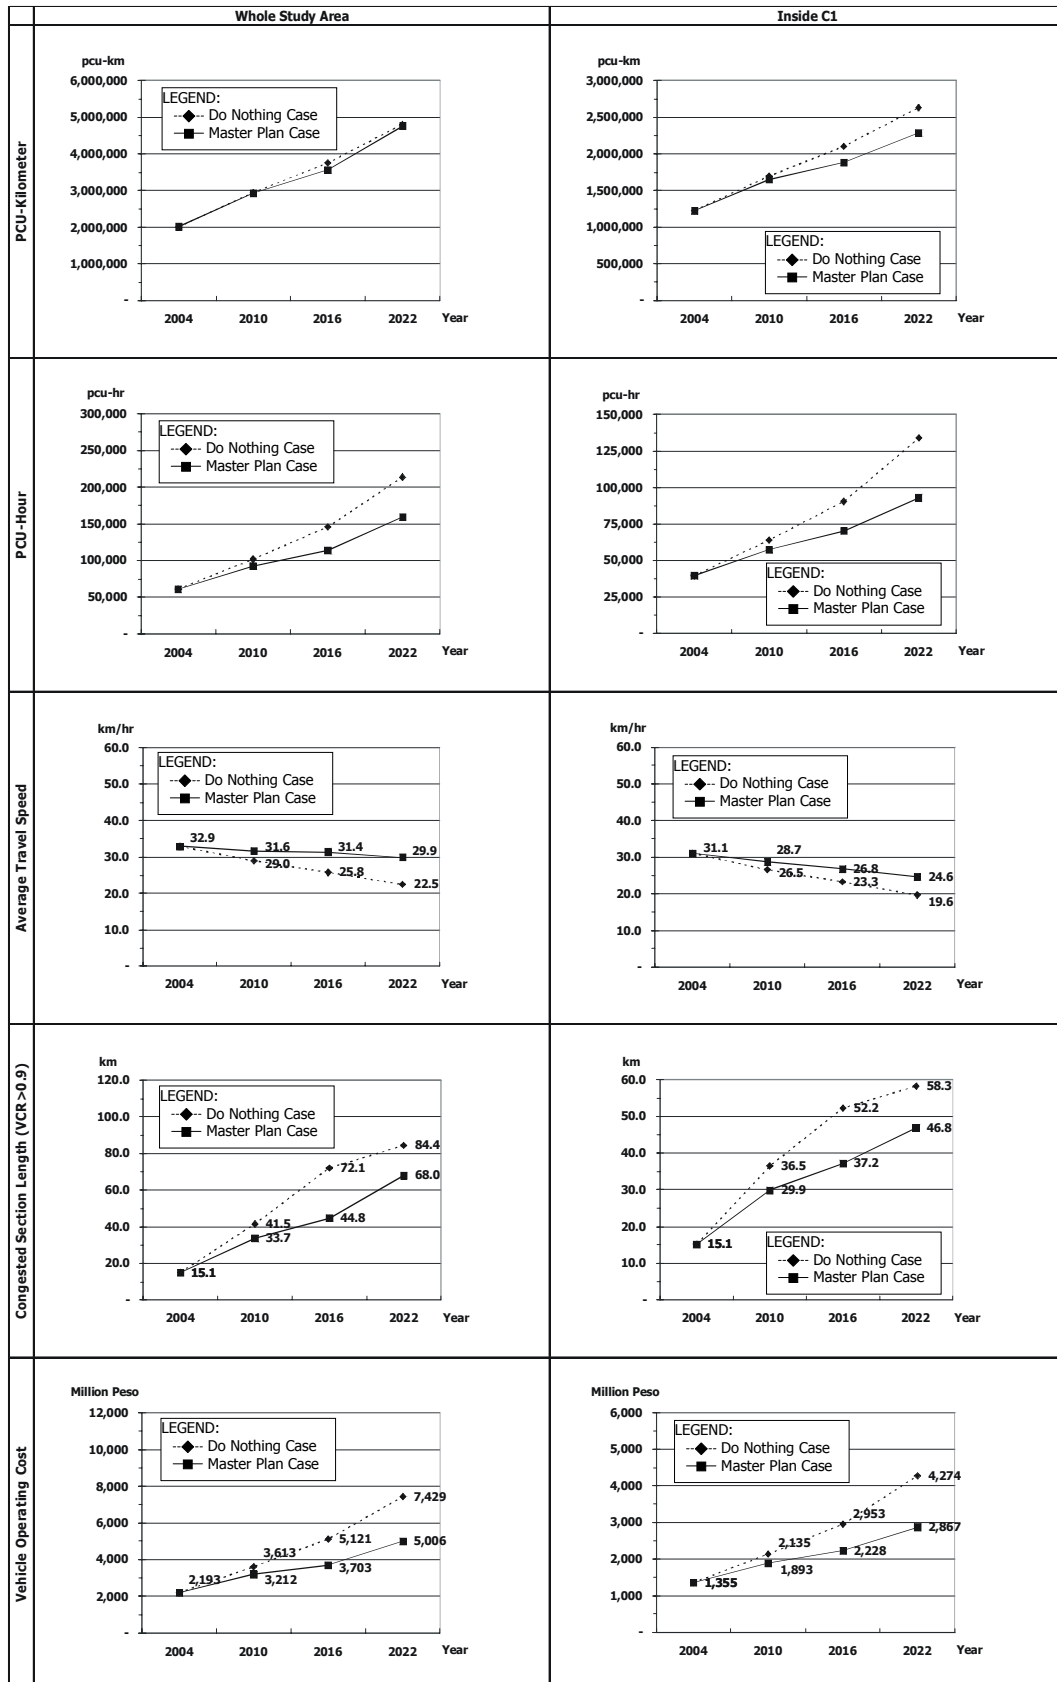 Whole Study Area
Inside C1
PCU-Kilometer
pcu-km
6,000,000
5,000,000
4,000,000
3,000,000
2,000,000
1,000,000
-
LEGEND:
Do Nothing Case
Master Plan Case
2004 2010 2016 2022 Year
pcu-km
3,000,000
2,500,000
2,000,000
1,500,000
1,000,000
500,000
-
LEGEND:
Do Nothing Case
Master Plan Case
2004 2010 2016 2022 Year
PCU-Hour
pcu-hr
300,000
250,000
200,000
150,000
100,000
50,000
-
LEGEND:
Do Nothing Case
Master Plan Case
2004 2010 2016 2022 Year
pcu-hr
150,000
125,000
100,000
75,000
50,000
25,000
-
LEGEND:
Do Nothing Case
Master Plan Case
2004 2010 2016 2022 Year
Average Travel Speed
km/hr
60.0
50.0
40.0
30.0
20.0
10.0
-
LEGEND:
Do Nothing Case
Master Plan Case
32.9 31.6 31.4 29.9
29.0 25.8 22.5
2004 2010 2016 2022 Year
km/hr
60.0
50.0
40.0
30.0
20.0
10.0
-
LEGEND:
Do Nothing Case
Master Plan Case
31.1 28.7 26.8 24.6
26.5 23.3 19.6
2004 2010 2016 2022 Year
Congested Section Length (VCR >0.9)
km
120.0
100.0
80.0
60.0
40.0
20.0
-
LEGEND:
Do Nothing Case
Master Plan Case
41.5 72.1 84.4
15.1 33.7 44.8 68.0
2004 2010 2016 2022 Year
60.0
50.0
40.0
30.0
20.0
10.0
-
36.5 52.2 58.3
15.1 29.9 37.2 46.8
LEGEND:
Do Nothing Case
Master Plan Case
2004 2010 2016 2022 Year
Vehicle Operating Cost
Million Peso
12,000
10,000
8,000
6,000
4,000
2,000
-
LEGEND:
Do Nothing Case
Master Plan Case
3,613 5,121 7,429
2,193 3,212 3,703 5,006
2004 2010 2016 2022 Year
Million Peso
6,000
5,000
4,000
3,000
2,000
1,000
-
LEGEND:
Do Nothing Case
Master Plan Case
2,135 2,953 4,274
1,355 1,893 2,228 2,867
2004 2010 2016 2022 Year